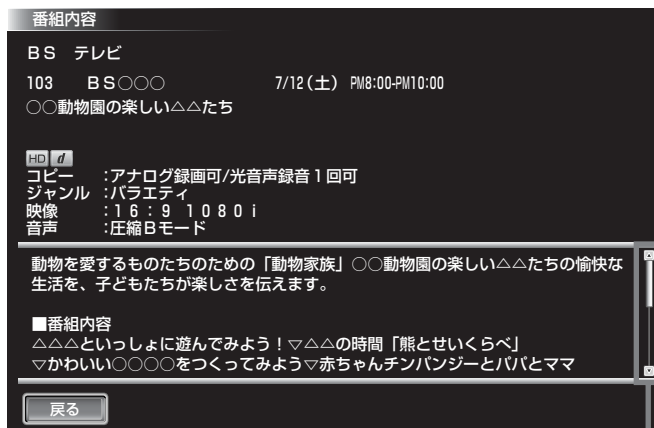 番組内容
BS テレビ
103 BS○○○ 7/12(土) PM8:00-PM10:00
○○動物園の楽しい△△たち
HD d
コピー :アナログ録画可/光音声録音1回可
ジャンル :バラエティ
映像 :16:9 1080i
音声 :圧縮Bモード
動物を愛するものたちのための「動物家族」○○動物園の楽しい△△たちの愉快な
生活を、子どもたちが楽しさを伝えます。
■番組内容
△△△といっしょに遊んでみよう!▽△△の時間「熊とせいくらべ」
▽かわいい○○○○をつくってみよう▽赤ちゃんチンパンジーとパパとママ
戻る